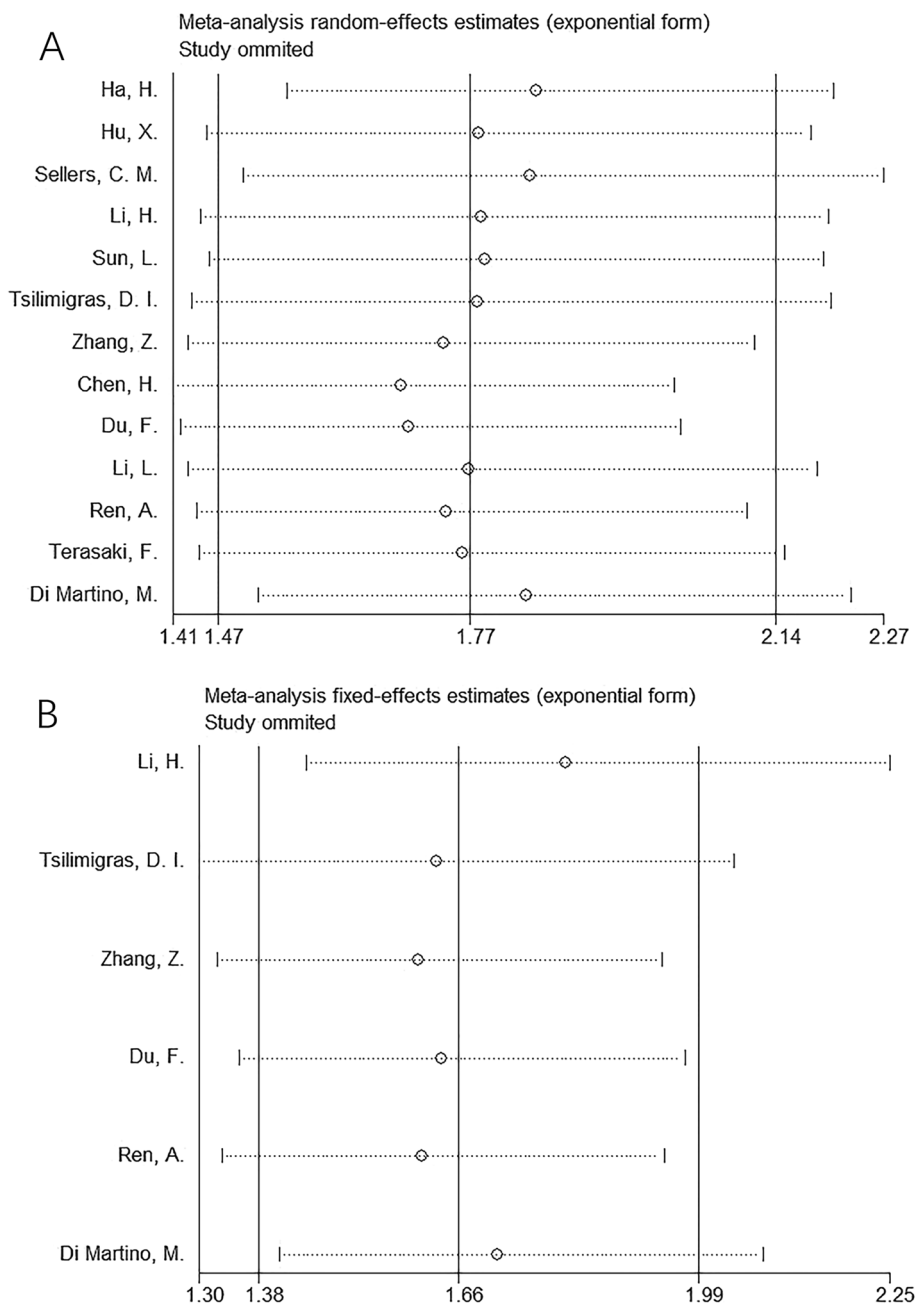 A
Meta-analysis random-effects estimates (exponential form)
Study ommited
Ha, H.
Hu, X.
Sellers, C. M.
Li, H.
Sun, L.
Tsilimigras, D. I.
Zhang, Z.
Chen, H.
Du, F.
Li, L.
Ren, A.
Terasaki, F.
Di Martino, M.
1.41 1.47 1.77 2.14 2.27
B
Meta-analysis fixed-effects estimates (exponential form)
Study ommited
Li, H.
Tsilimigras, D. I.
Zhang, Z.
Du, F.
Ren, A.
Di Martino, M.
1.30 1.38 1.66 1.99 2.25